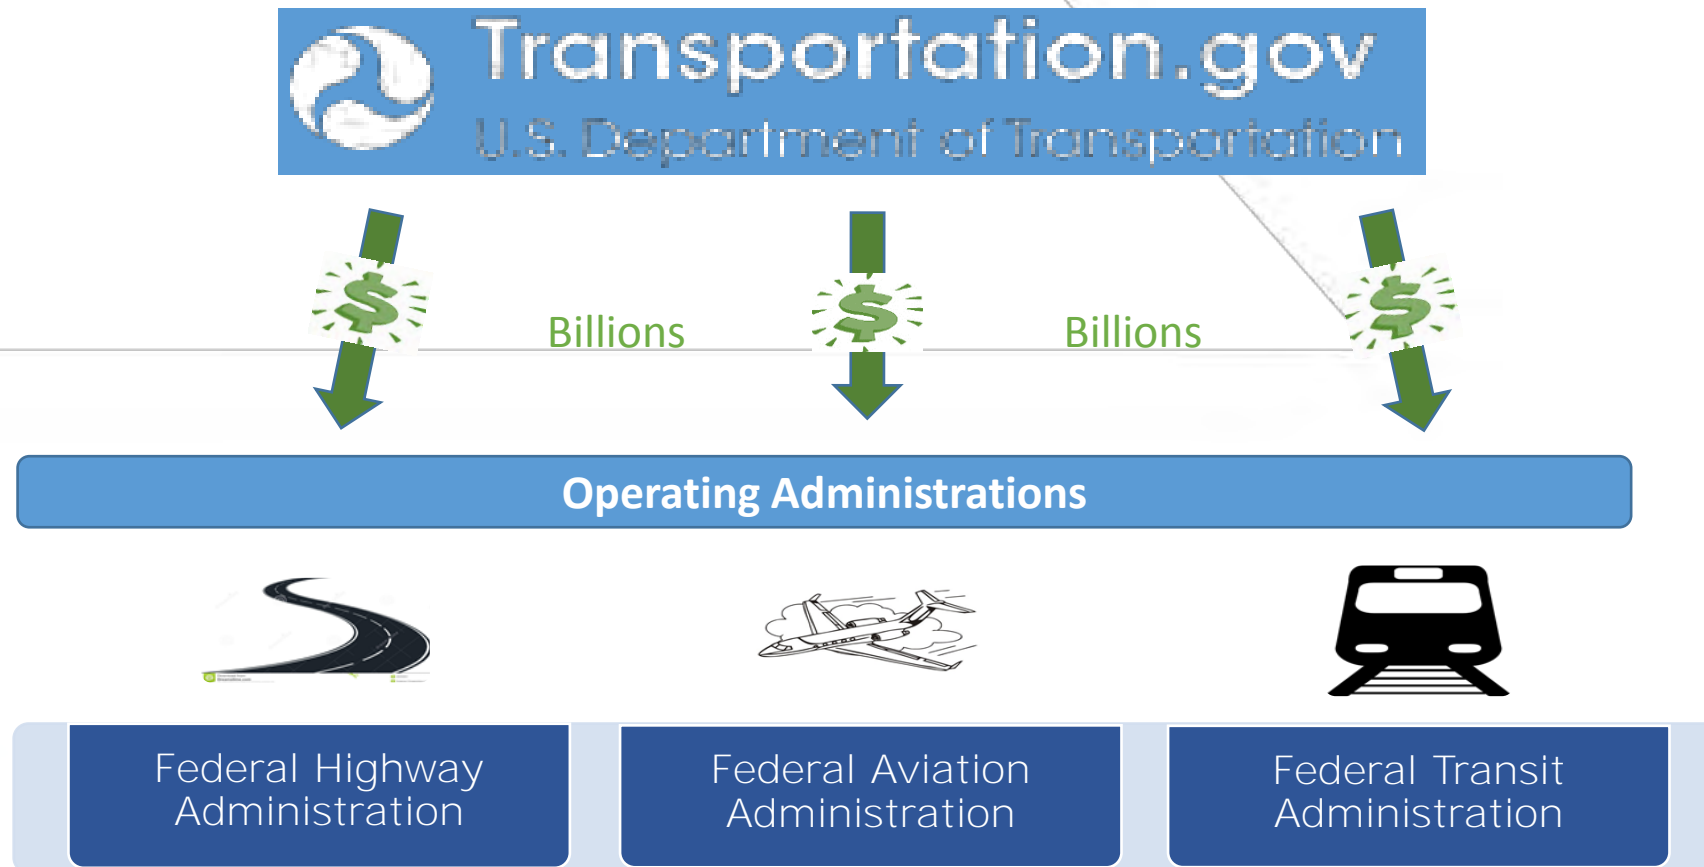 Transportation.gov
U.S. Department of Transportation
$ $ $
Billions Billions
Operating Administrations
Federal Highway
Administration
Federal Aviation
Administration
Federal Transit
Administration